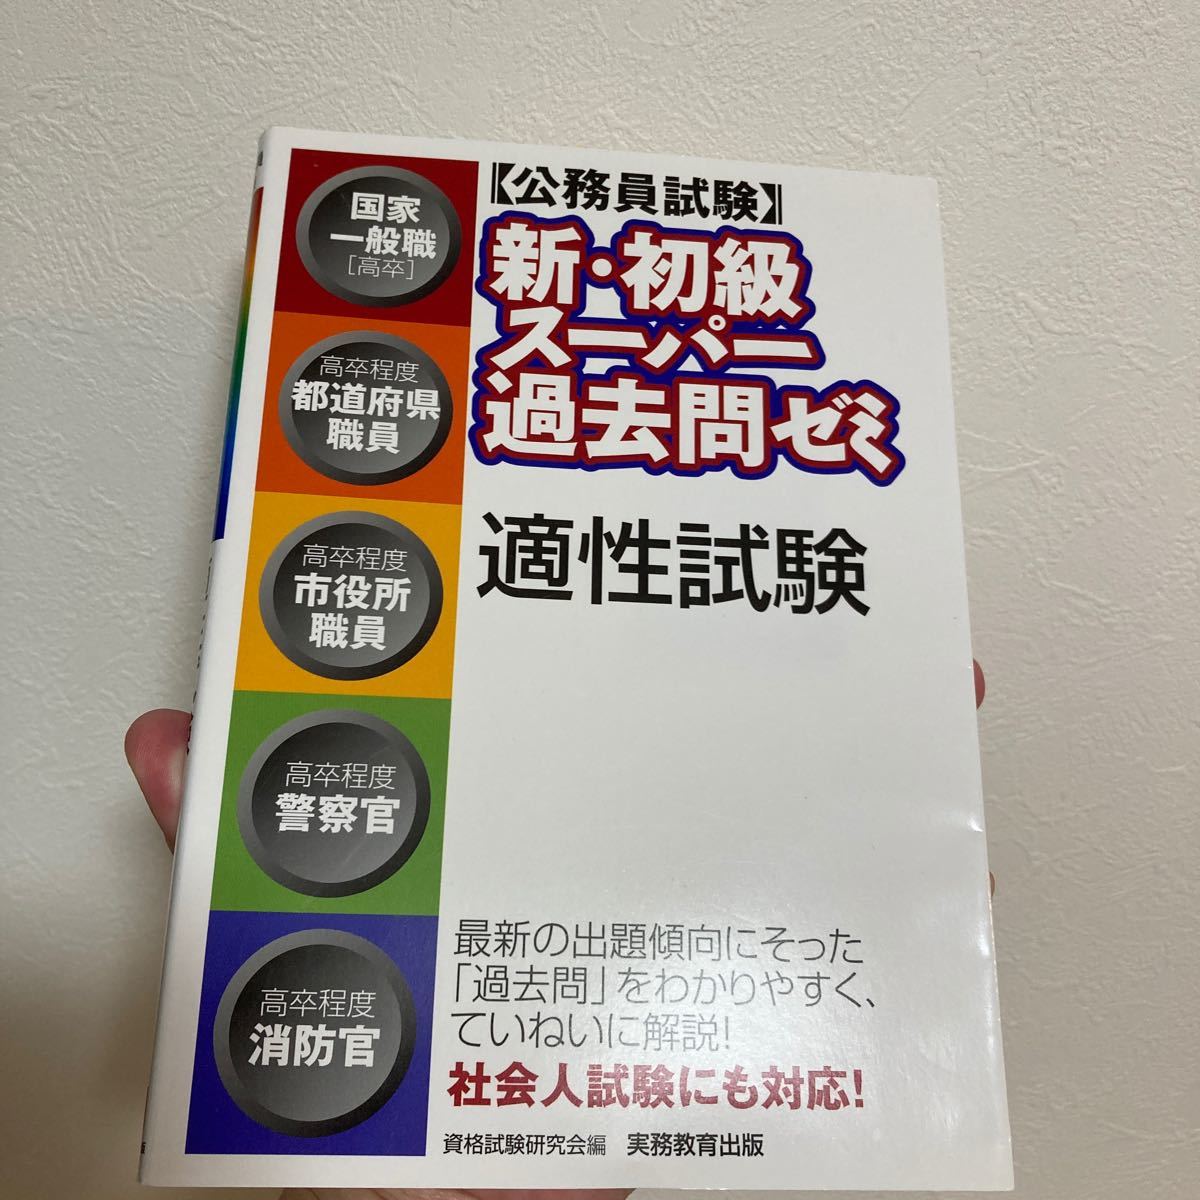 国家
一般職
［高卒］
高卒程度
都道府県
職員
高卒程度
市役所
職員
高卒程度
警察官
高卒程度
消防官
【公務員試験】
新・初級
スーパー
過去問ゼミ
適性試験
最新の出題傾向にそった
「過去問」をわかりやすく、
ていねいに解説！
社会人試験にも対応！
資格試験研究会編 実務教育出版